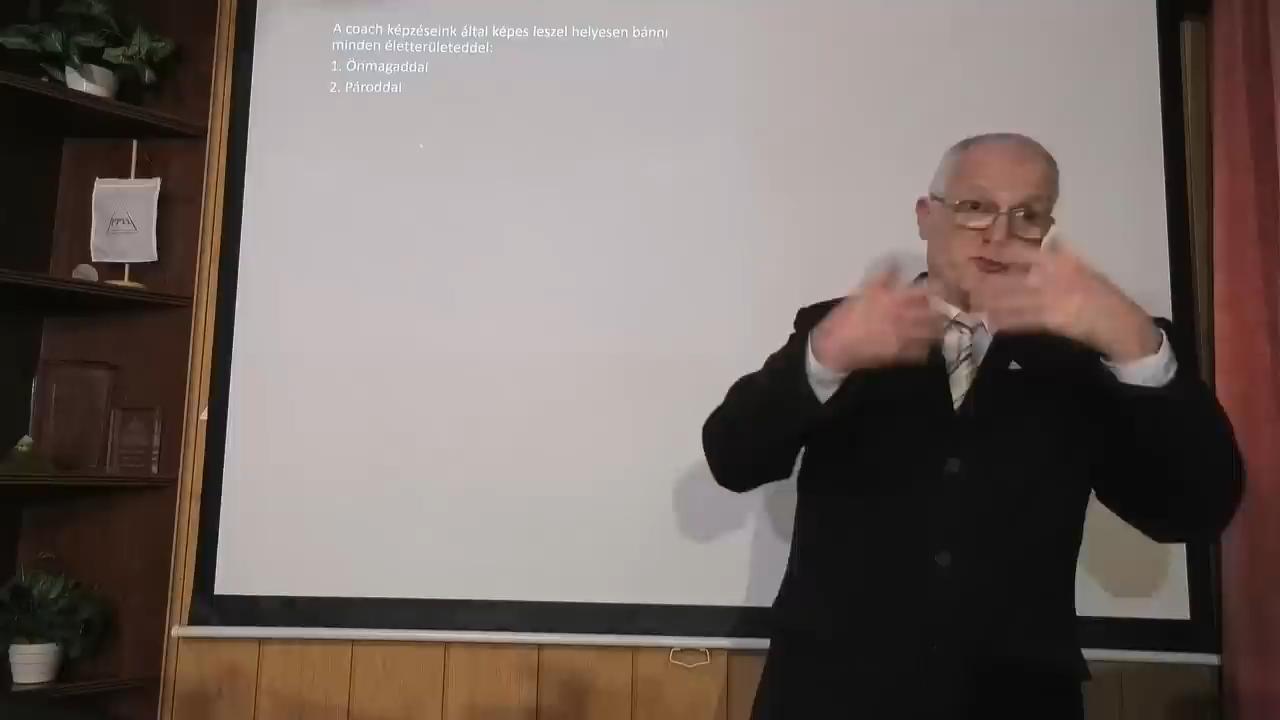 A coach képzéseink által képes leszel helyesen bánni
minden életterületeddel:
1. Önmagaddal
2. Pároddal